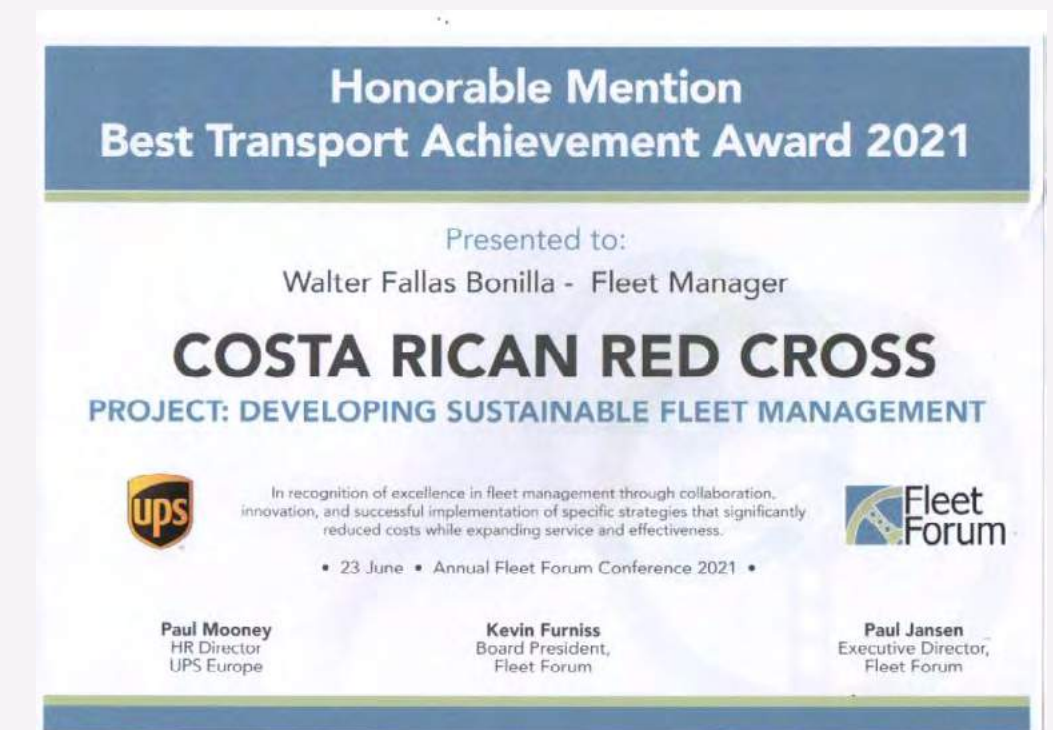 Honorable Mention
Best Transport Achievement Award 2021
Presented to:
Walter Fallas Bonilla - Fleet Manager
COSTA RICAN RED CROSS
PROJECT: DEVELOPING SUSTAINABLE FLEET MANAGEMENT
ups
In recognition of excellence in fleet management through collaboration,
innovation, and successful implementation of specific strategies that significantly
reduced costs while expanding service and effectiveness.
Fleet
Forum
• 23 June • Annual Fleet Forum Conference 2021 •
Paul Mooney
HR Director
UPS Europe
Kevin Furniss
Board President,
Fleet Forum
Paul Jansen
Executive Director,
Fleet Forum